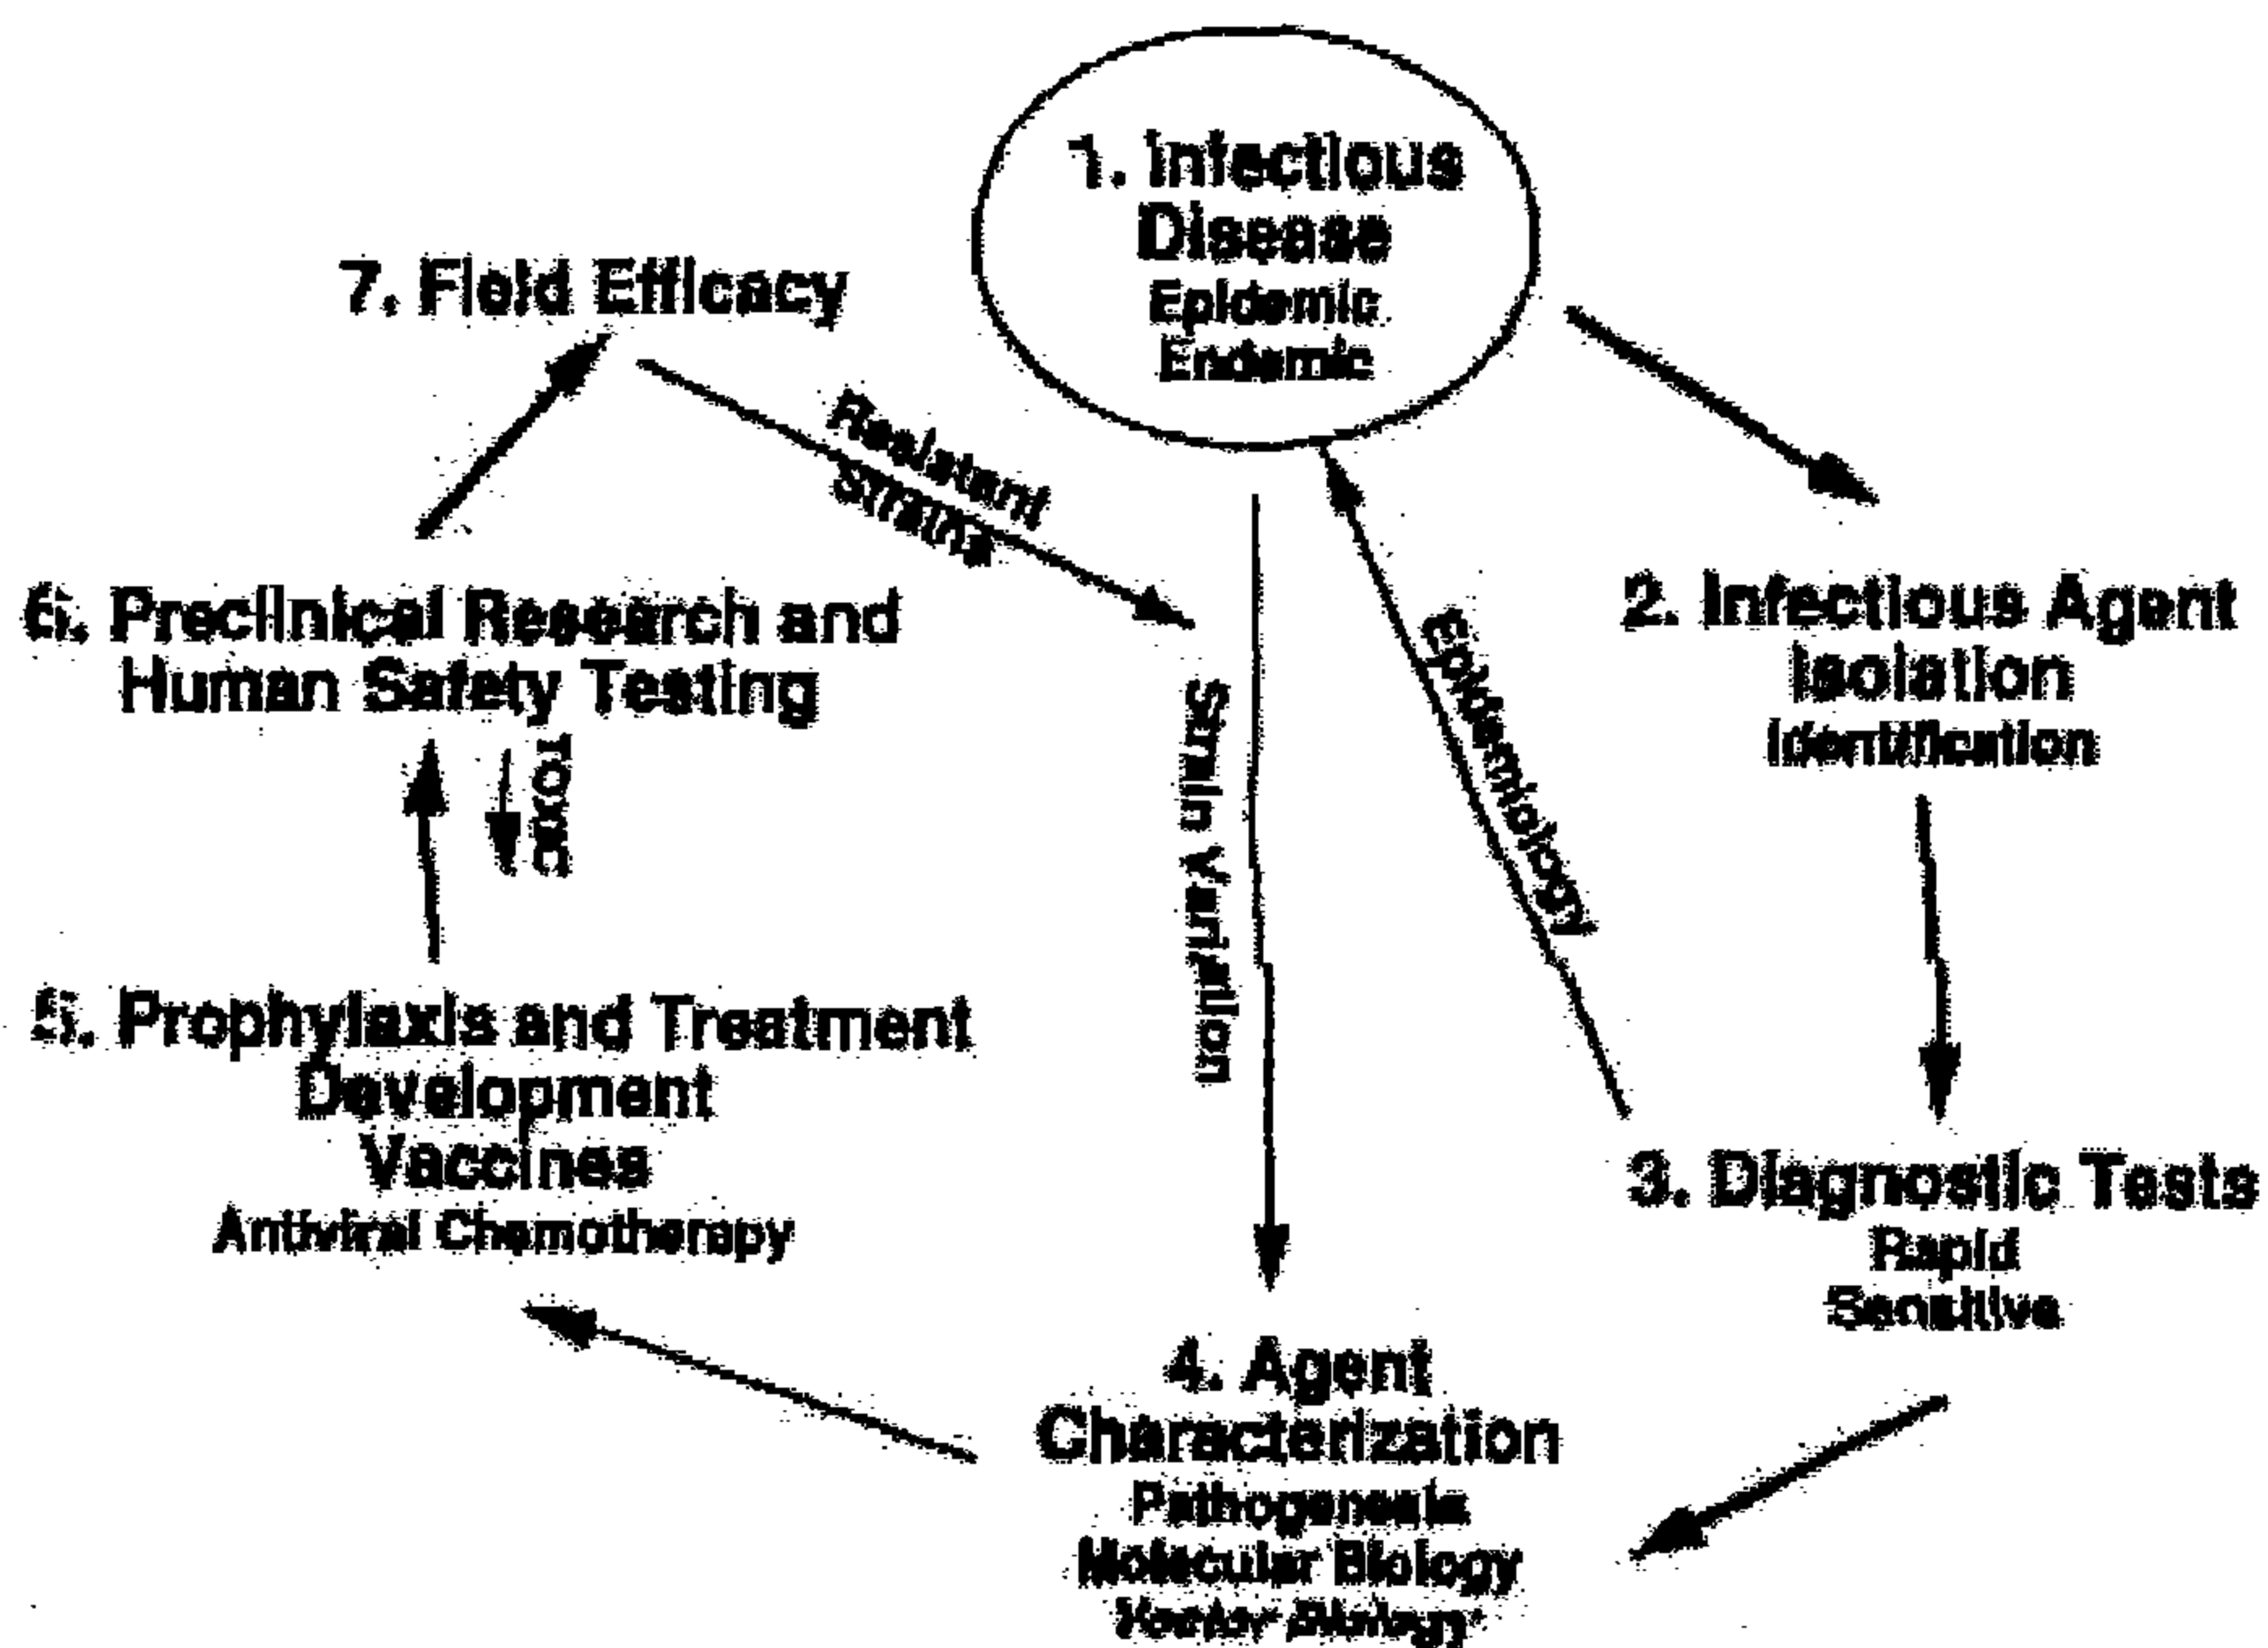 1. Infectious
Disease
Epidemic
Endemic
2. Infectious Agent
Isolation
Identification
3. Diagnostic Tests
Rapid
Sensitive
4. Agent
Characterization
Pathogenesis
Molecular Biology
Vector Biology
5. Prophylaxis and Treatment
Development
Vaccines
Antiviral Chemotherapy
6. Preclinical Research and
Human Safety Testing
7. Field Efficacy
Resistant
Strains
Strain Variation
Epidemiology
Toxic